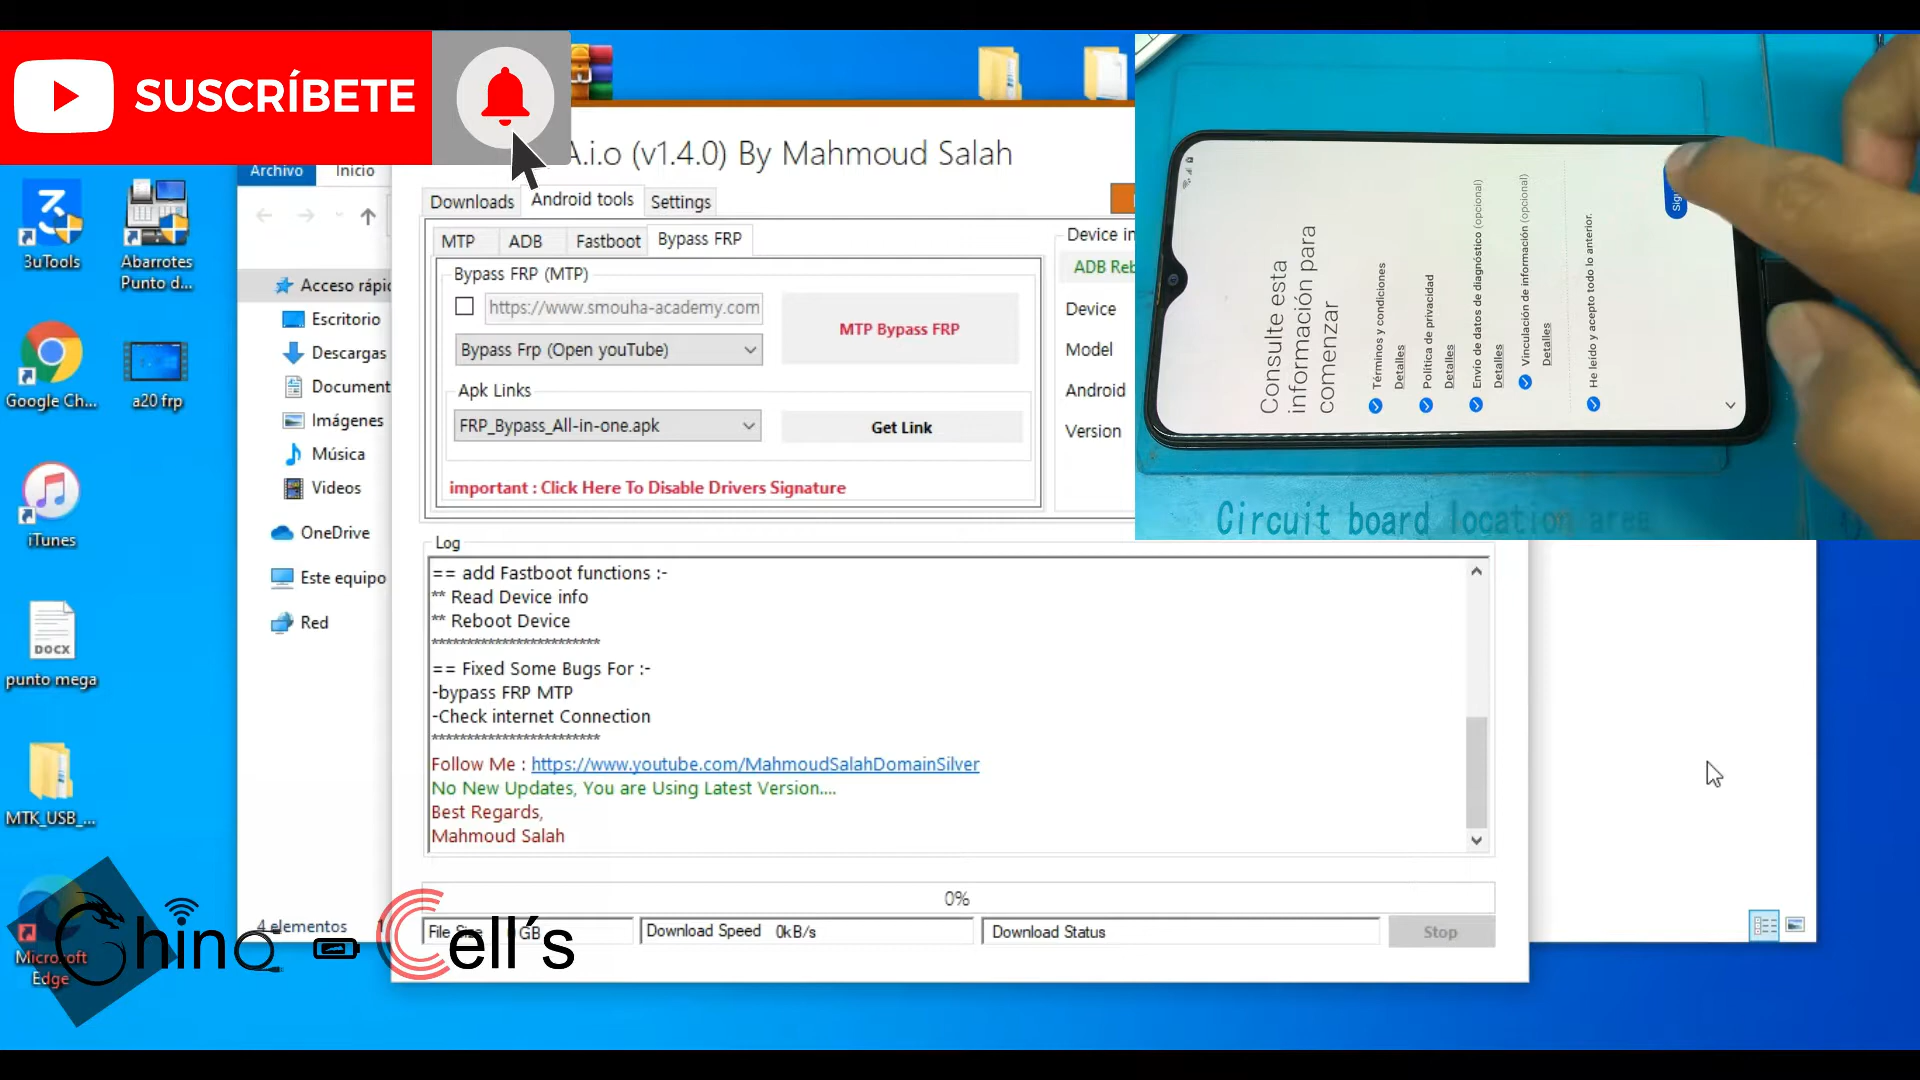 SUSCRÍBETE
A.i.o (v1.4.0) By Mahmoud Salah
Archivo
Inicio
Downloads
Android tools
Settings
MTP
ADB
Fastboot
Bypass FRP
Bypass FRP (MTP)
https://www.smouha-academy.com
MTP Bypass FRP
Bypass Frp (Open youTube)
Apk Links
FRP_Bypass_All-in-one.apk
Get Link
important : Click Here To Disable Drivers Signature
ADB
Device
Model
Android
Version
3uTools
Abarrotes
Punto d...
Google Ch...
a20 frp
iTunes
DOCX
punto mega
MTK_USB_...
Microsoft
Edge
Escritorio
Descargas
Imágenes
Música
Videos
OneDrive
Este equipo
Red
4 elementos
Log
== add Fastboot functions :-
** Read Device info
** Reboot Device
************************
== Fixed Some Bugs For :-
-bypass FRP MTP
-Check internet Connection
************************
Follow Me : https://www.youtube.com/MahmoudSalahDomainSilver
No New Updates, You are Using Latest Version....
Best Regards,
Mahmoud Salah
0%
GB
Download Speed 0kB/s
Download Status
Stop
China-Cell´s
Consulte esta
información para
comenzar
Términos y condiciones
Detalles
Política de privacidad
Detalles
Envío de datos de diagnóstico (opcional)
Detalles
Vinculación de información (opcional)
Detalles
He leído y acepto todo lo anterior.
Circuit board location area